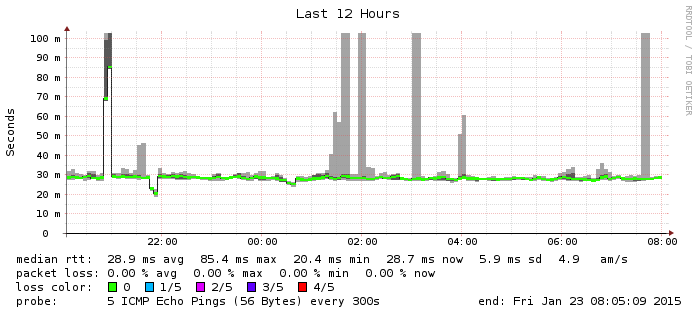 Last 12 Hours
RRDTOOL / TOBI OETIKER
Seconds
100 m
90 m
80 m
70 m
60 m
50 m
40 m
30 m
20 m
10 m
0
22:00 00:00 02:00 04:00 06:00 08:00
median rtt: 28.9 ms avg 85.4 ms max 20.4 ms min 28.7 ms now 5.9 ms sd 4.9 am/s
packet loss: 0.00 % avg 0.00 % max 0.00 % min 0.00 % now
loss color: 0 1/5 2/5 3/5 4/5
probe: 5 ICMP Echo Pings (56 Bytes) every 300s end: Fri Jan 23 08:05:09 2015